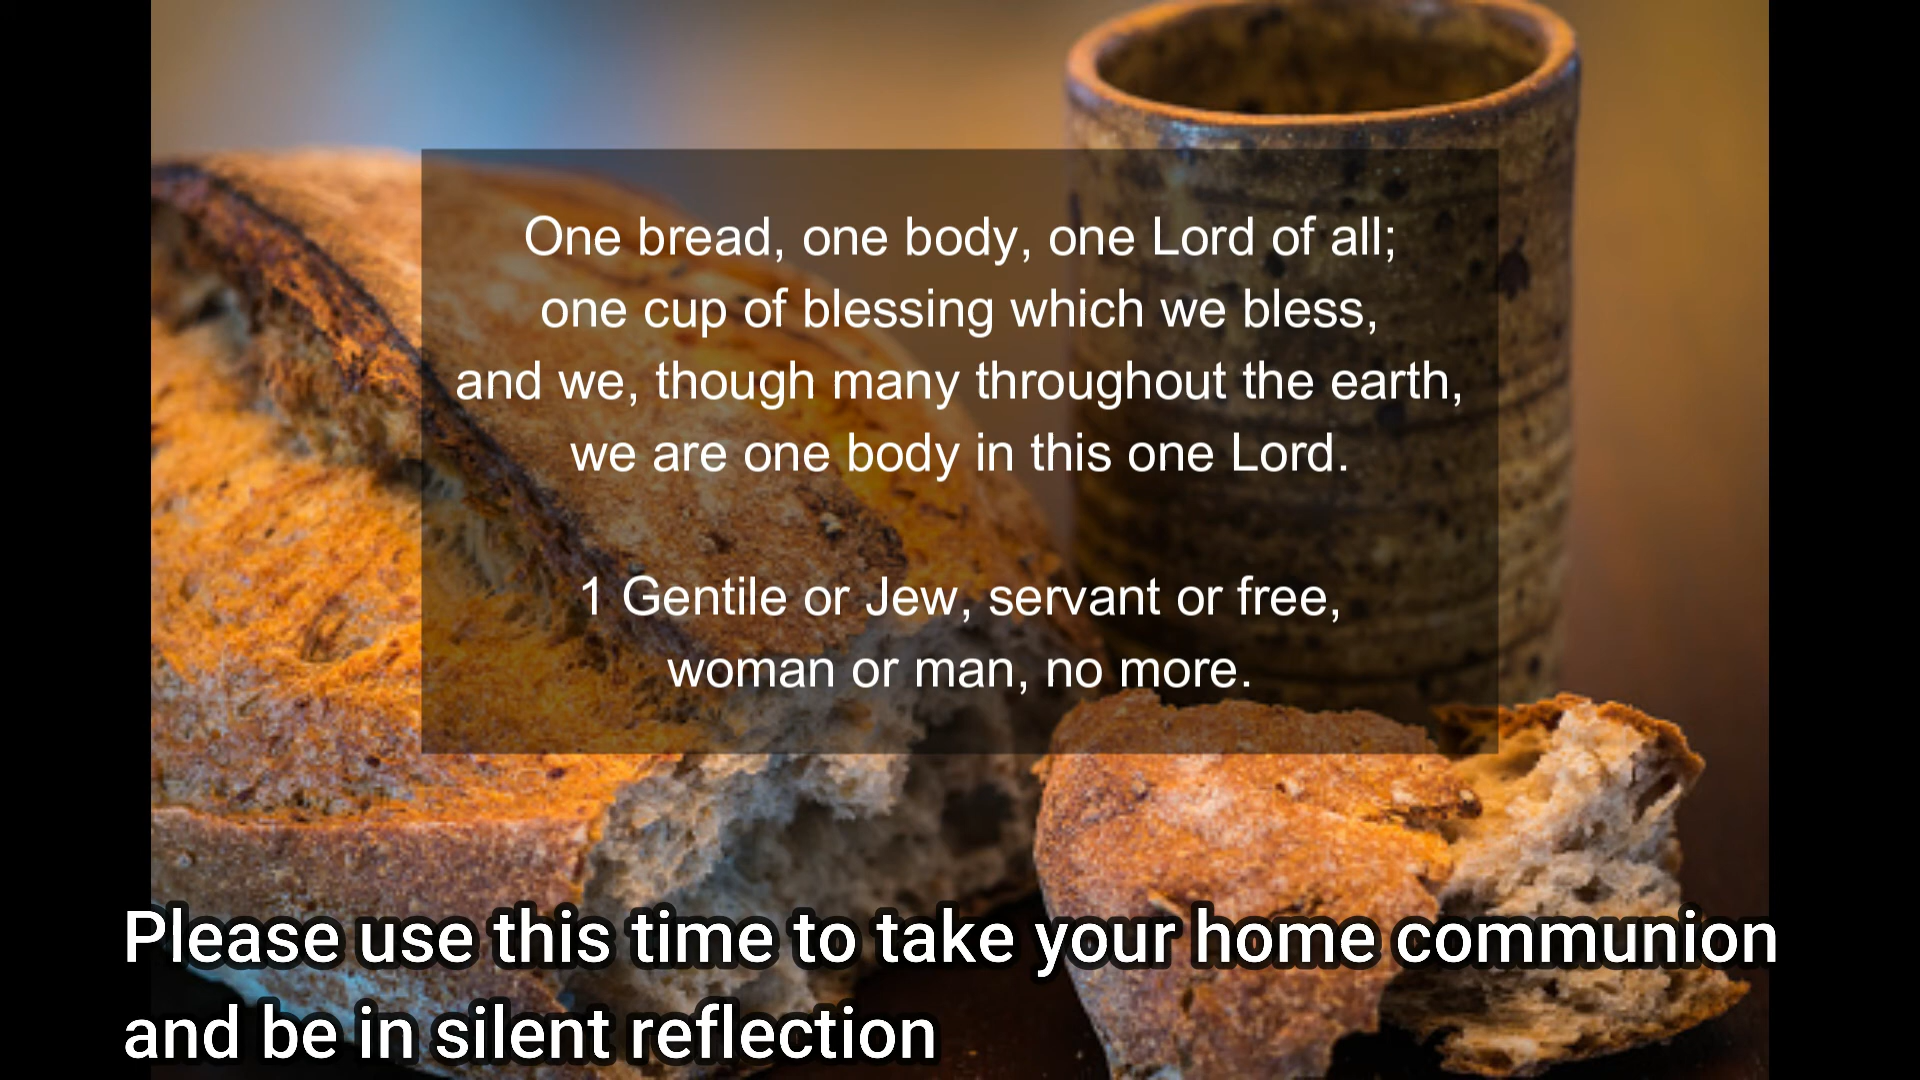 One bread, one body, one Lord of all;
one cup of blessing which we bless,
and we, though many throughout the earth,
we are one body in this one Lord.
1 Gentile or Jew, servant or free,
woman or man, no more.
Please use this time to take your home communion
and be in silent reflection